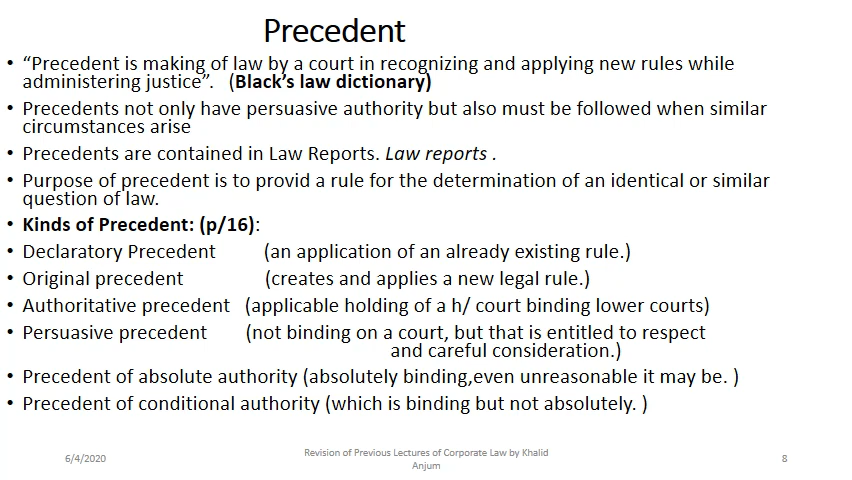 Precedent
• “Precedent is making of law by a court in recognizing and applying new rules while
administering justice”. (Black’s law dictionary)
• Precedents not only have persuasive authority but also must be followed when similar
circumstances arise
• Precedents are contained in Law Reports. Law reports .
• Purpose of precedent is to provid a rule for the determination of an identical or similar
question of law.
• Kinds of Precedent: (p/16):
• Declaratory Precedent (an application of an already existing rule.)
• Original precedent (creates and applies a new legal rule.)
• Authoritative precedent (applicable holding of a h/ court binding lower courts)
• Persuasive precedent (not binding on a court, but that is entitled to respect
and careful consideration.)
• Precedent of absolute authority (absolutely binding,even unreasonable it may be. )
• Precedent of conditional authority (which is binding but not absolutely. )
6/4/2020
Revision of Previous Lectures of Corporate Law by Khalid
Anjum
8